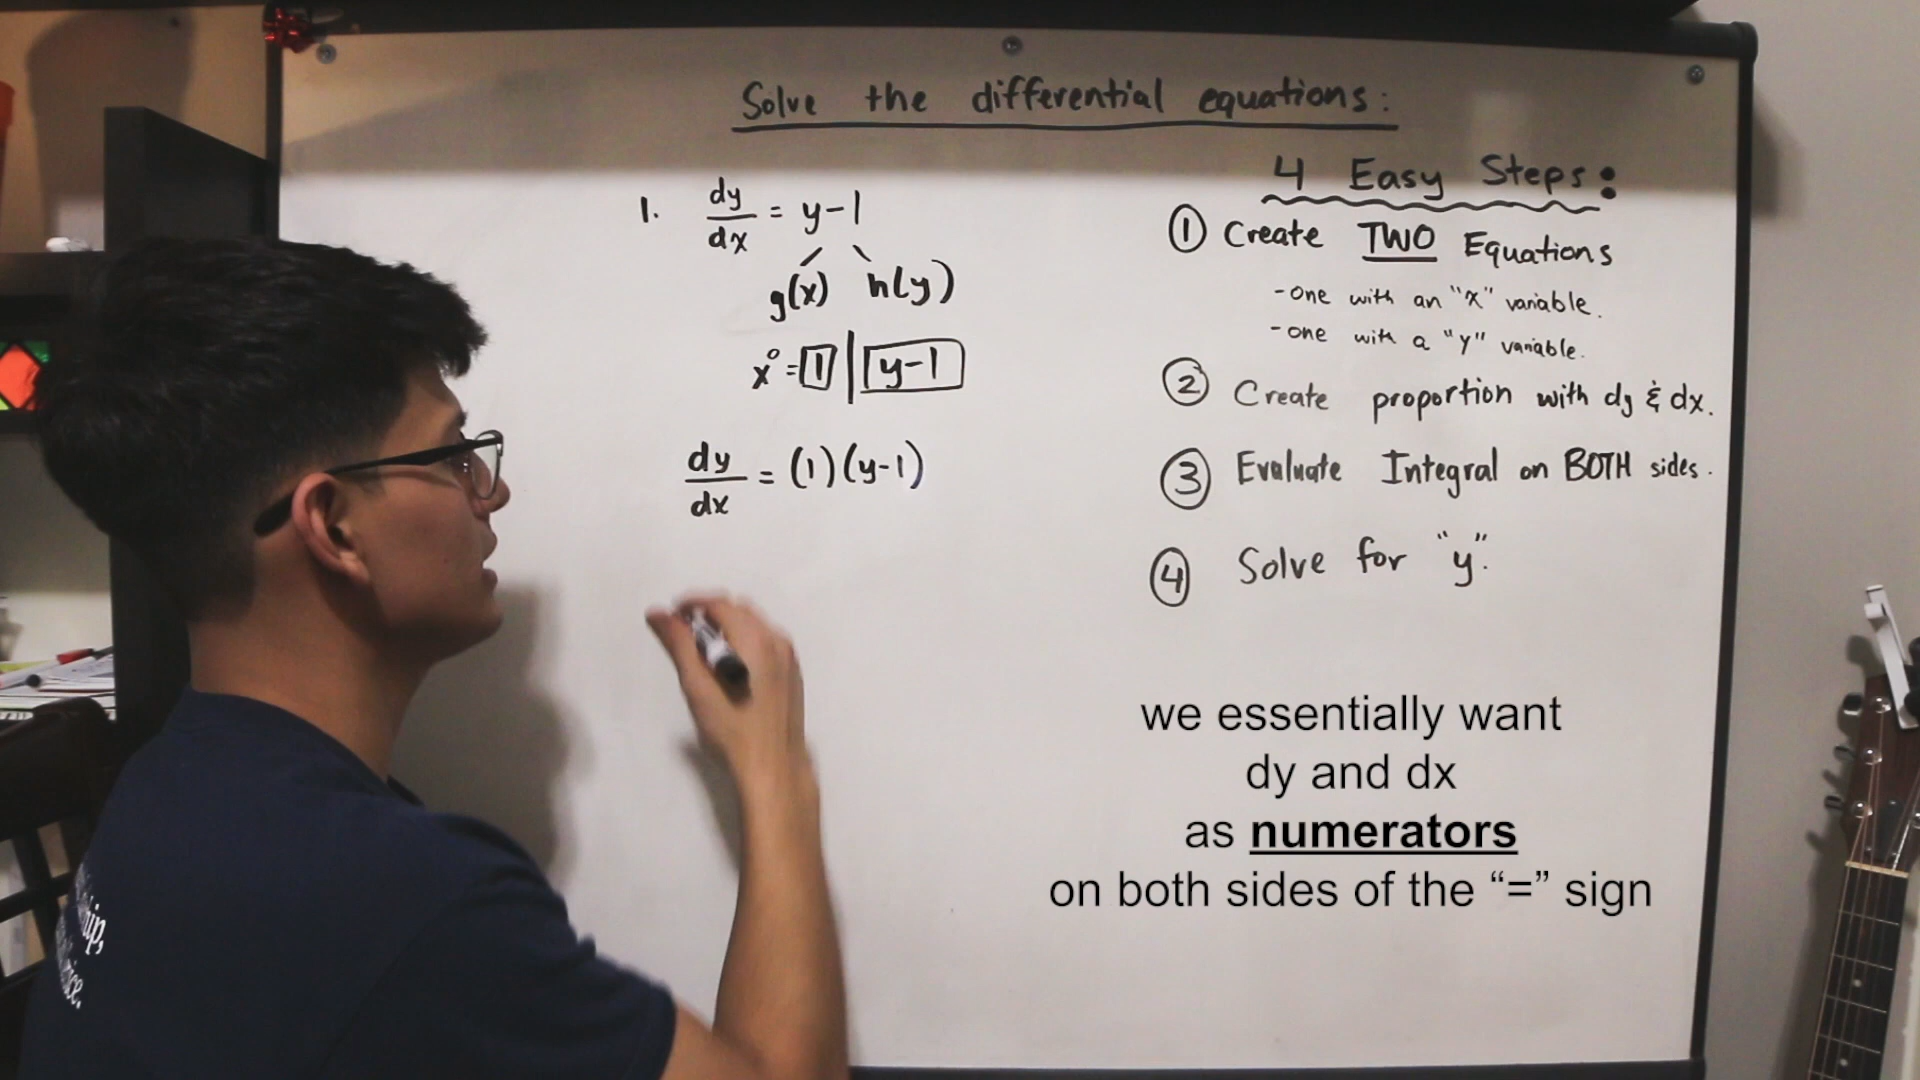 Solve the differential equations:
1. dy/dx = y-1
g(x) h(y)
x⁰ = 1 | y-1
dy/dx = (1)(y-1)
4 Easy Steps:
① Create TWO Equations
-one with an "x" variable.
-one with a "y" variable.
② Create proportion with dy & dx.
③ Evaluate Integral on BOTH sides.
④ Solve for "y".
we essentially want
dy and dx
as numerators
on both sides of the “=” sign